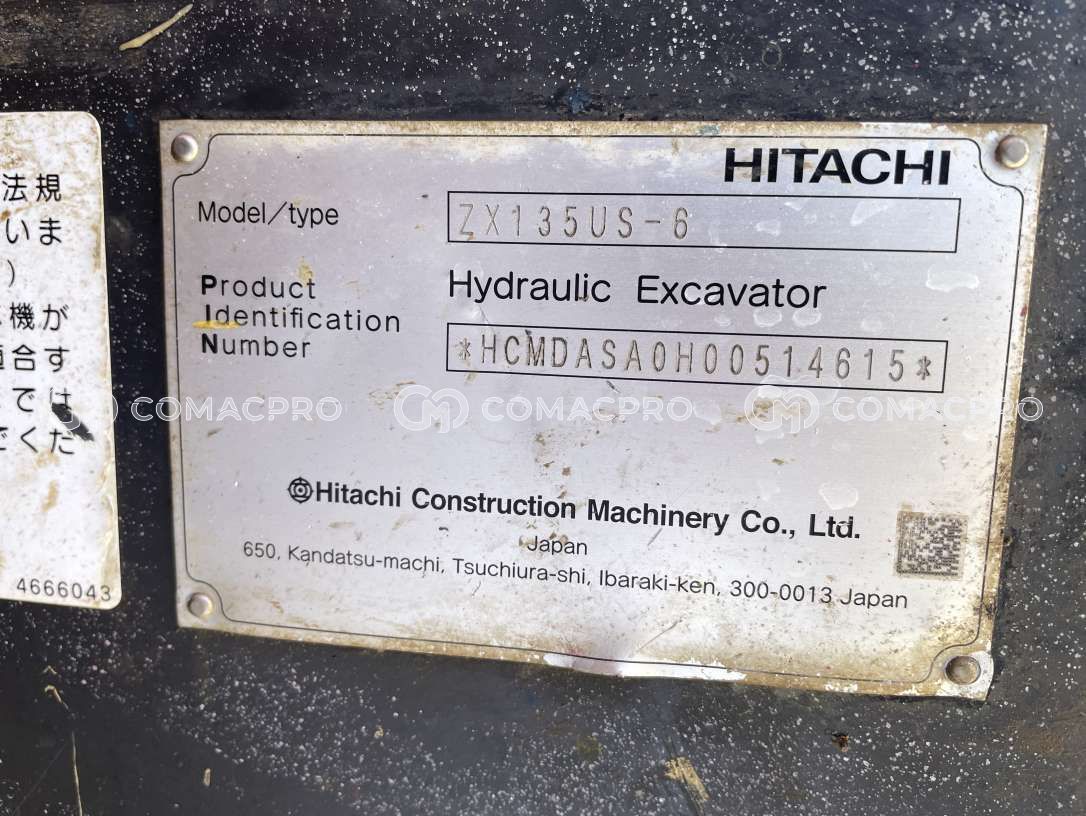 法規
いま
)
機が
合す
では
くだ
4666043
HITACHI
Model/type
ZX135US-6
Hydraulic Excavator
Product
Identification
Number
*HCMDASA0H00514615*
COMACPRO COMACPRO COMACPRO
Hitachi Construction Machinery Co., Ltd.
Japan
650, Kandatsu-machi, Tsuchiura-shi, Ibaraki-ken, 300-0013 Japan